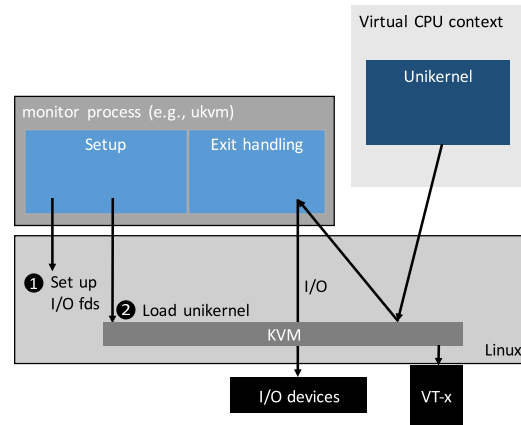 Virtual CPU context
Unikernel
monitor process (e.g., ukvm)
Setup
Exit handling
1 Set up
I/O fds
I/O
2 Load unikernel
KVM
Linux
I/O devices
VT-x